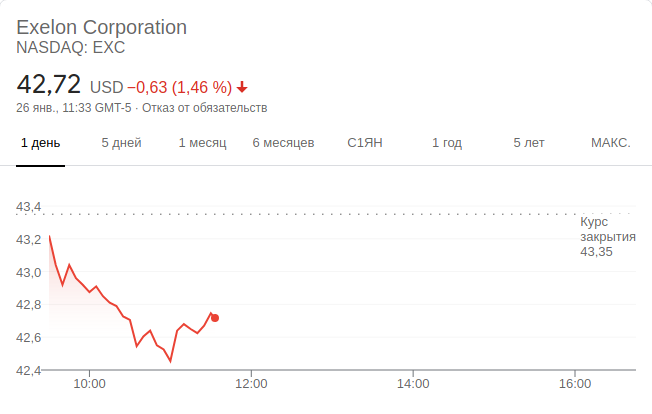 Exelon Corporation
NASDAQ: EXC
42,72 USD −0,63 (1,46 %)
26 янв., 11:33 GMT-5 · Отказ от обязательств
1 день 5 дней 1 месяц 6 месяцев С1ЯН 1 год 5 лет МАКС.
43,4
Курс
43,2
закрытия
43,35
43,0
42,8
42,6
42,4
10:00 12:00 14:00 16:00